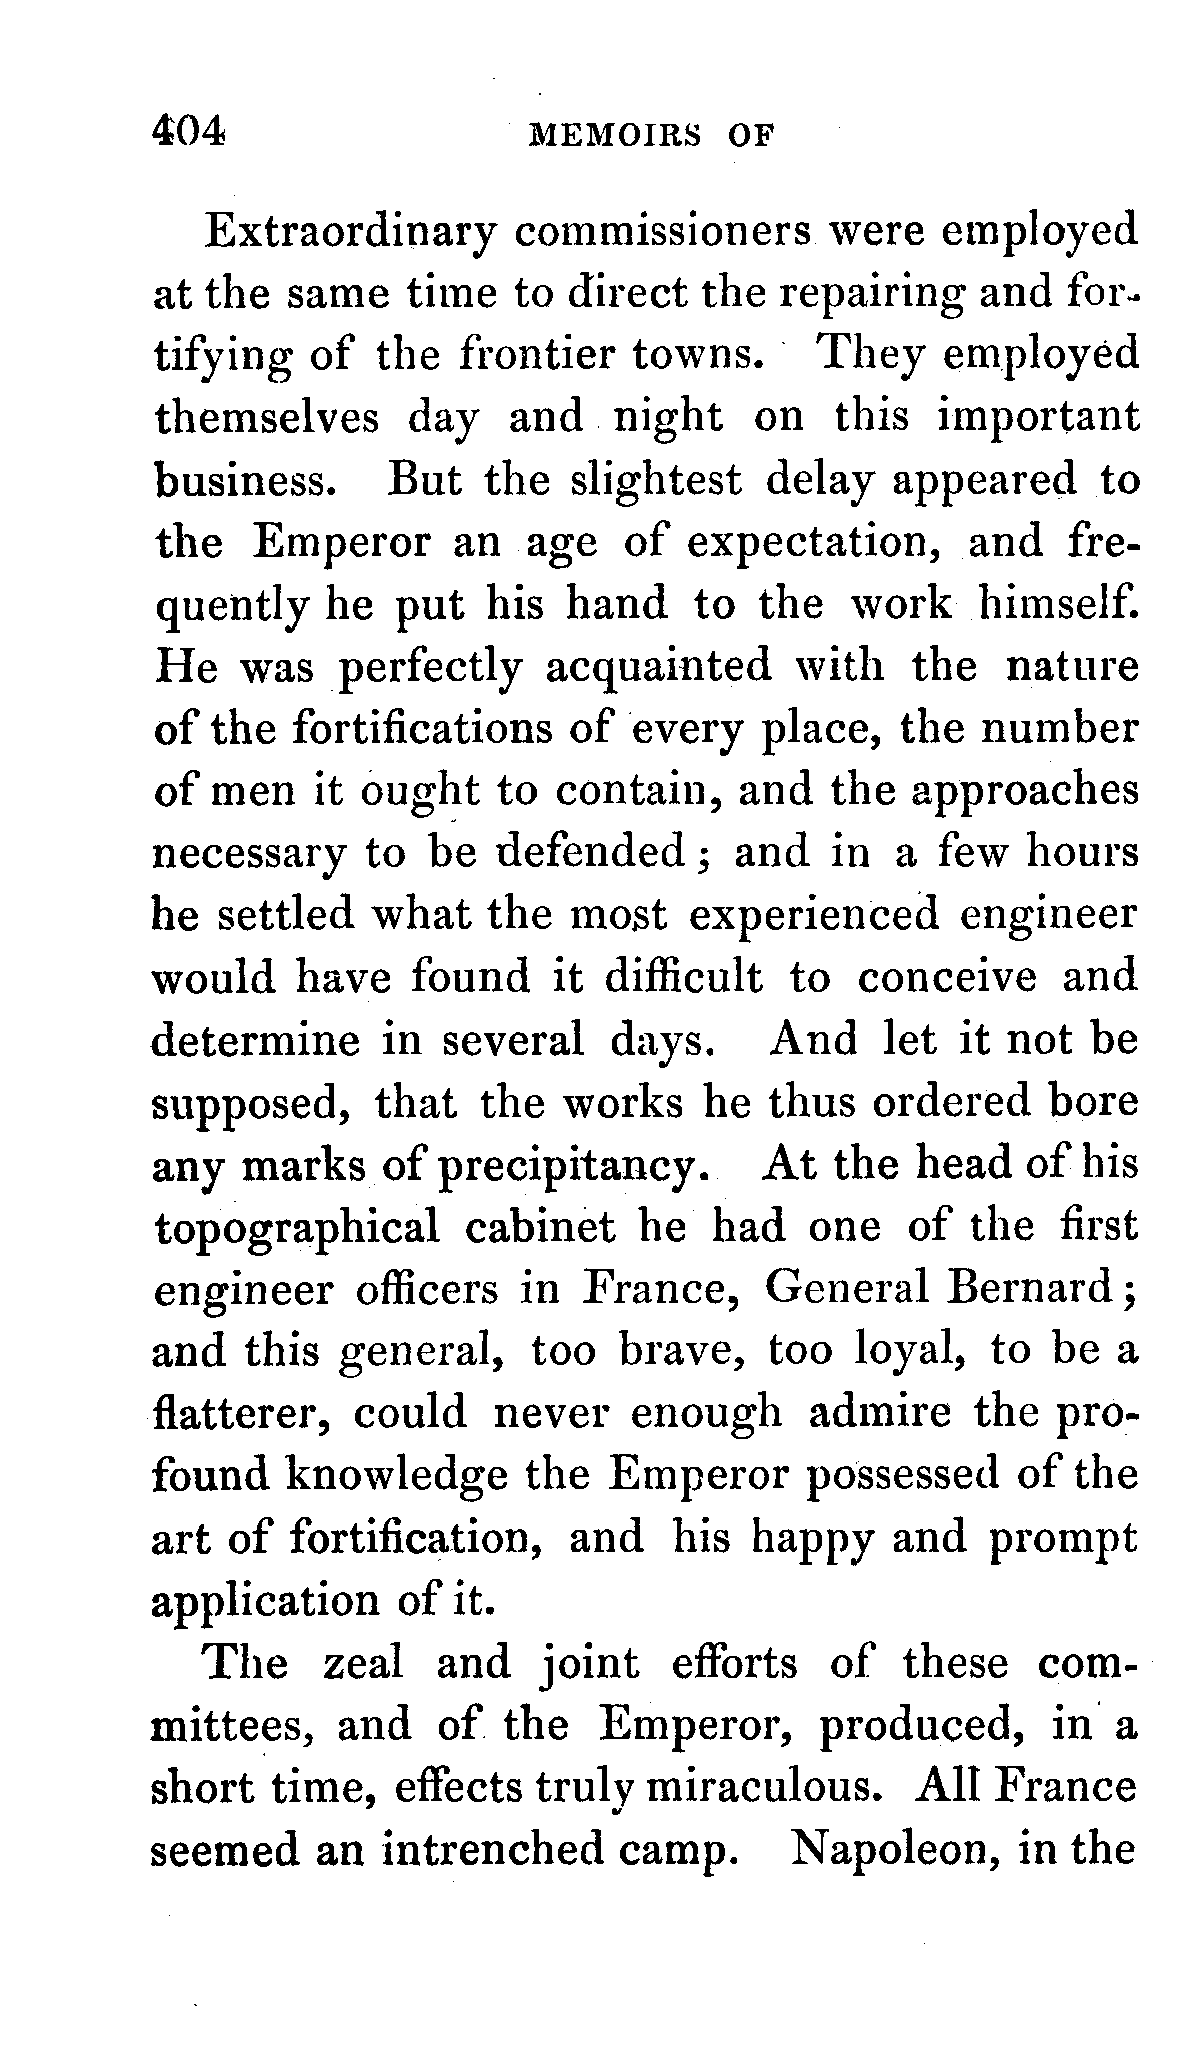 404 MEMOIRS OF
Extraordinary commissioners were employed
at the same time to direct the repairing and for-
tifying of the frontier towns. They employed
themselves day and night on this important
business. But the slightest delay appeared to
the Emperor an age of expectation, and fre-
quently he put his hand to the work himself.
He was perfectly acquainted with the nature
of the fortifications of every place, the number
of men it ought to contain, and the approaches
necessary to be defended; and in a few hours
he settled what the most experienced engineer
would have found it difficult to conceive and
determine in several days. And let it not be
supposed, that the works he thus ordered bore
any marks of precipitancy. At the head of his
topographical cabinet he had one of the first
engineer officers in France, General Bernard;
and this general, too brave, too loyal, to be a
flatterer, could never enough admire the pro-
found knowledge the Emperor possessed of the
art of fortification, and his happy and prompt
application of it.
The zeal and joint efforts of these com-
mittees, and of the Emperor, produced, in a
short time, effects truly miraculous. All France
seemed an intrenched camp. Napoleon, in the